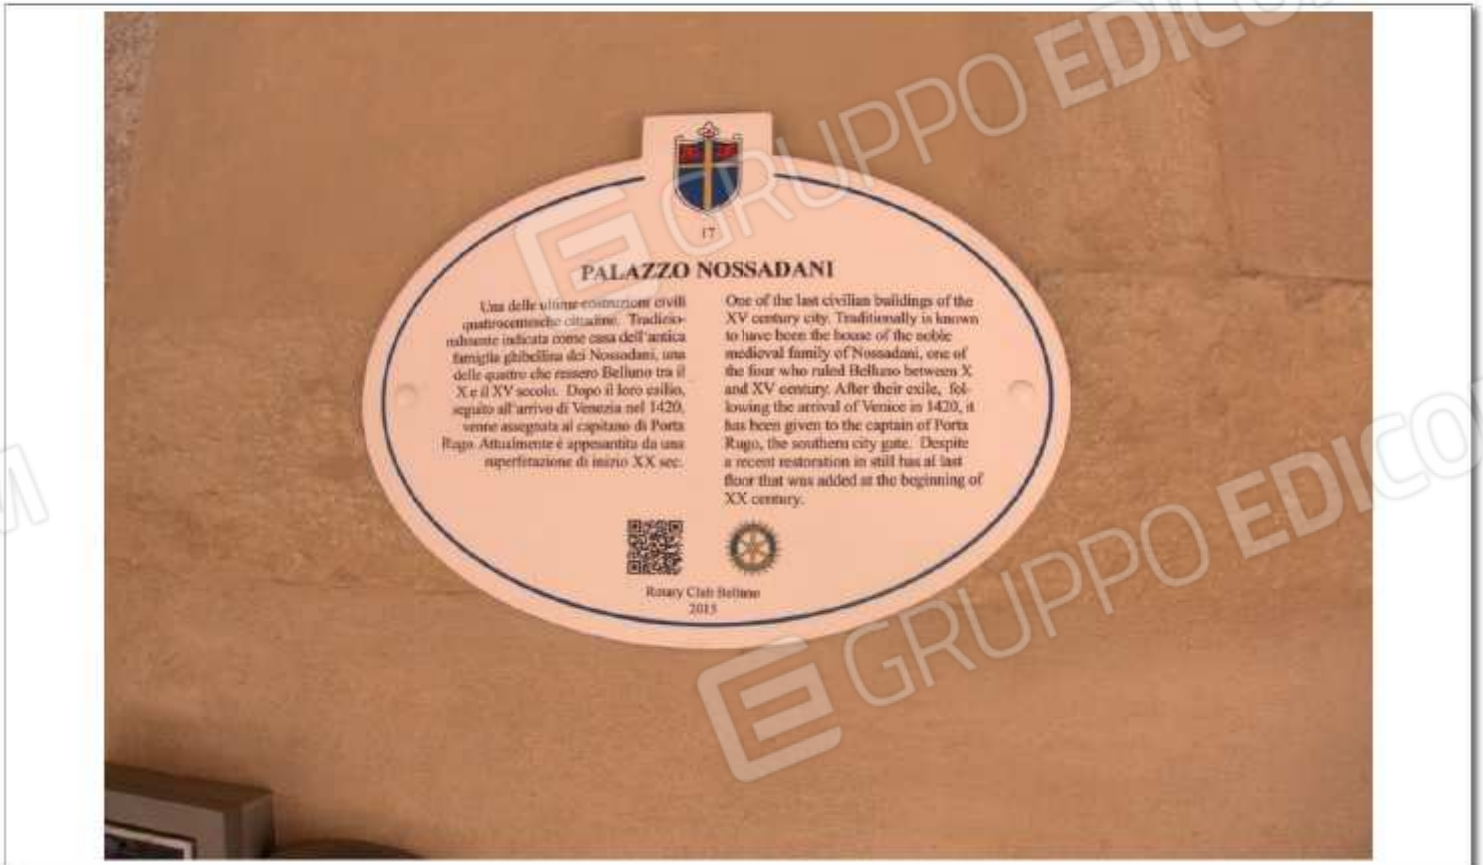 17
PALAZZO NOSSADANI
Una delle ultime costruzioni civili
quattrocentesche cittadine. Tradizio-
nalmente indicata come casa dell'antica
famiglia ghibellina dei Nossadani, una
delle quattro che ressero Belluno tra il
X e il XV secolo. Dopo il loro esilio,
seguito all'arrivo di Venezia nel 1420,
venne assegnata al capitano di Porta
Rugo. Attualmente è appesantita da una
superfetazione di inizio XX sec.
One of the last civilian buildings of the
XV century city. Traditionally is known
to have been the house of the noble
medieval family of Nossadani, one of
the four who ruled Belluno between X
and XV century. After their exile, fol-
lowing the arrival of Venice in 1420, it
has been given to the captain of Porta
Rugo, the southern city gate. Despite
a recent restoration in still has al last
floor that was added at the beginning of
XX century.
Rotary Club Belluno
2015
GRUPPO EDICOM
GRUPPO EDICOM
M